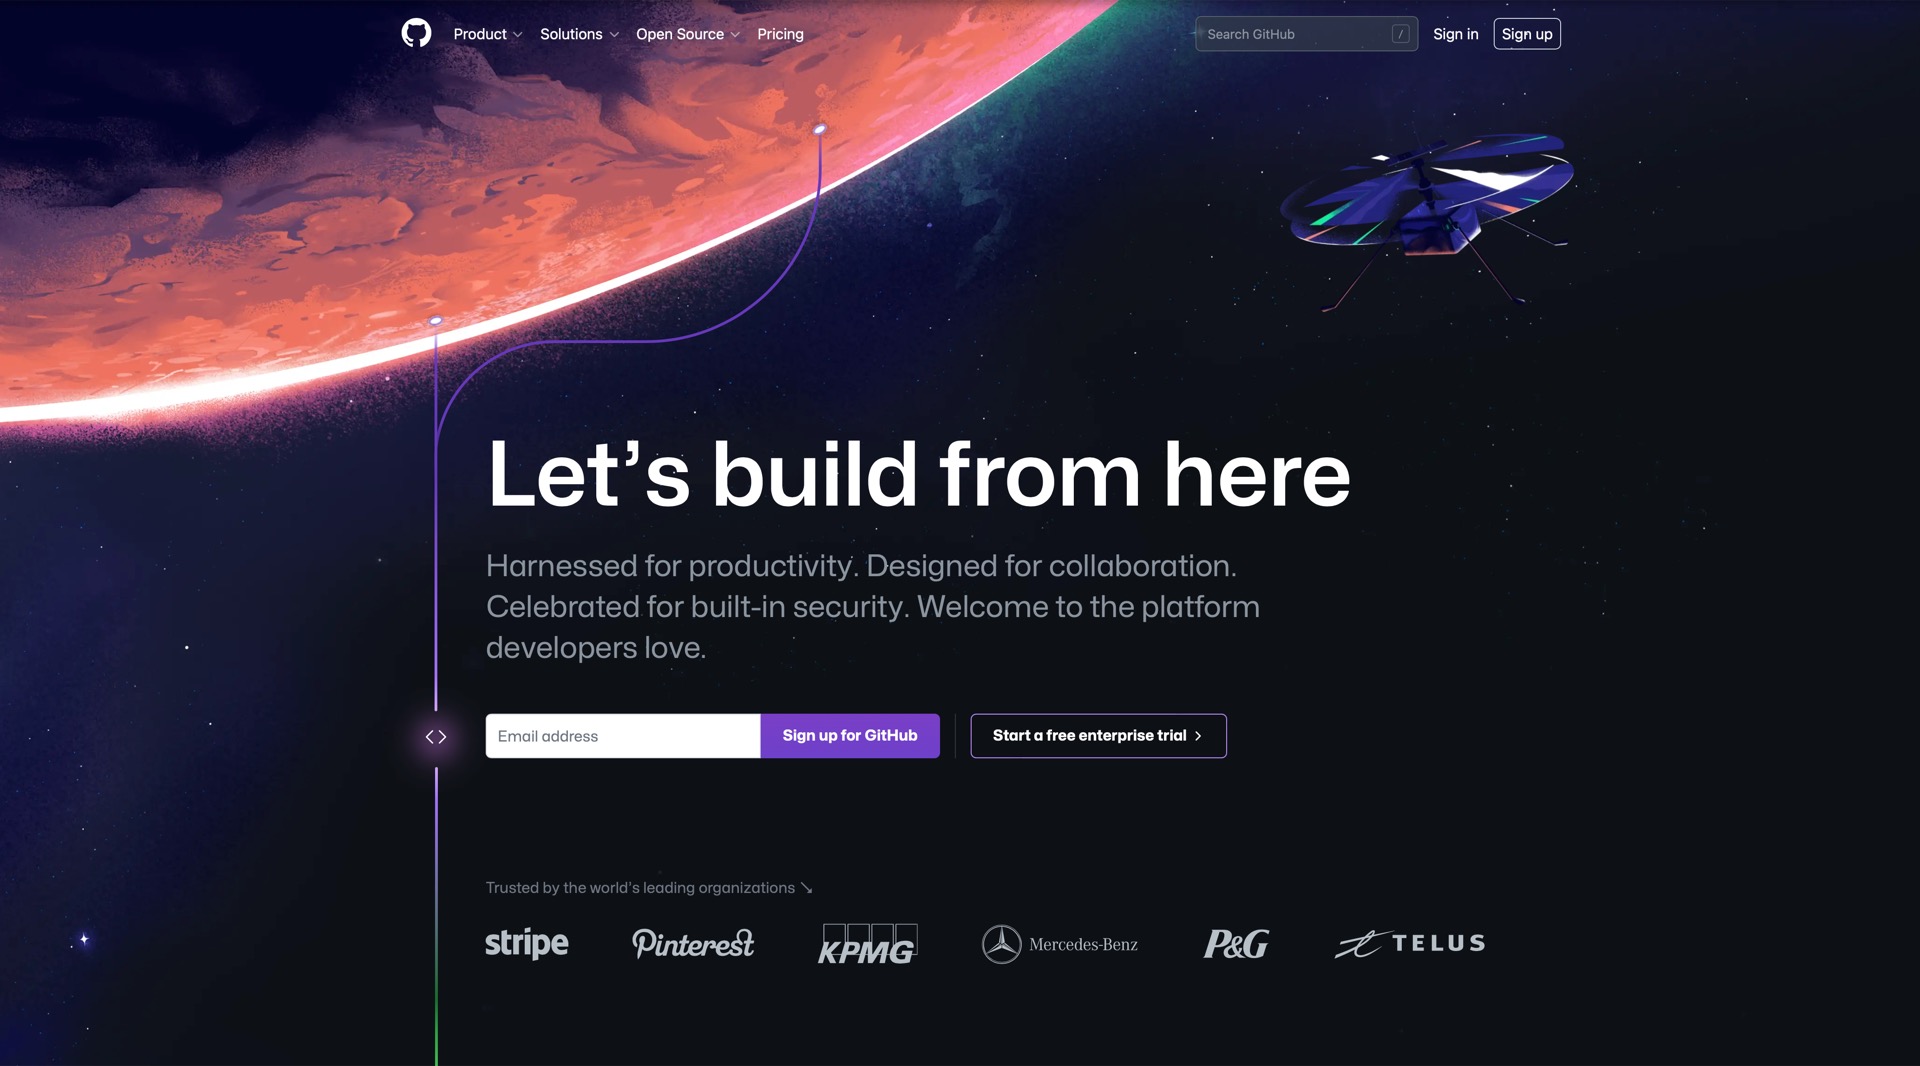 Product
Solutions
Open Source
Pricing
Search GitHub /
Sign in
Sign up
Let’s build from here
Harnessed for productivity. Designed for collaboration.
Celebrated for built-in security. Welcome to the platform
developers love.
Email address
Sign up for GitHub
Start a free enterprise trial
Trusted by the world’s leading organizations ↘
stripe
Pinterest
KPMG
Mercedes-Benz
P&G
TELUS